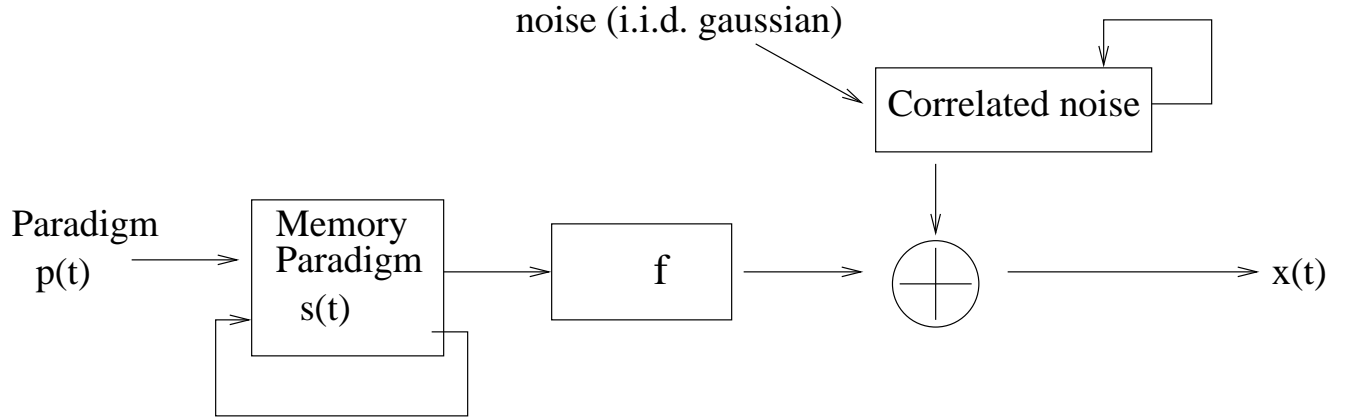 noise (i.i.d. gaussian)
Correlated noise
Paradigm
p(t)
Memory
Paradigm
s(t)
f
x(t)